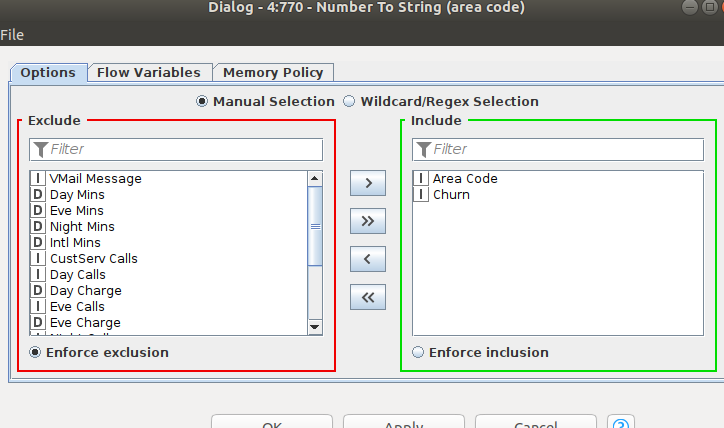 Dialog - 4:770 - Number To String (area code)
File
Options Flow Variables Memory Policy
Manual Selection Wildcard/Regex Selection
Exclude
Filter
I VMail Message
D Day Mins
D Eve Mins
D Night Mins
D Intl Mins
I CustServ Calls
I Day Calls
D Day Charge
I Eve Calls
D Eve Charge
Enforce exclusion
>
>>
<
<<
Include
Filter
I Area Code
I Churn
Enforce inclusion
OK Apply Cancel ?